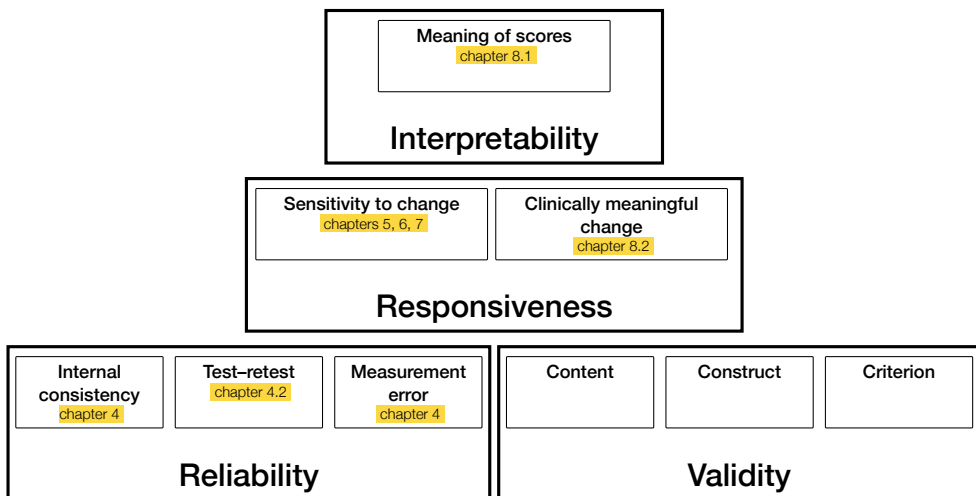 Meaning of scores
chapter 8.1
Interpretability
Sensitivity to change
chapters 5, 6, 7
Clinically meaningful
change
chapter 8.2
Responsiveness
Internal
consistency
chapter 4
Test–retest
chapter 4.2
Measurement
error
chapter 4
Reliability
Content
Construct
Criterion
Validity